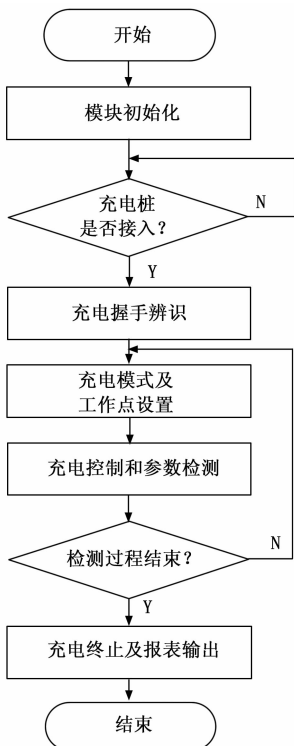 开始
模块初始化
充电桩
是否接入？
N
Y
充电握手辨识
充电模式及
工作点设置
充电控制和参数检测
检测过程结束？
N
Y
充电终止及报表输出
结束